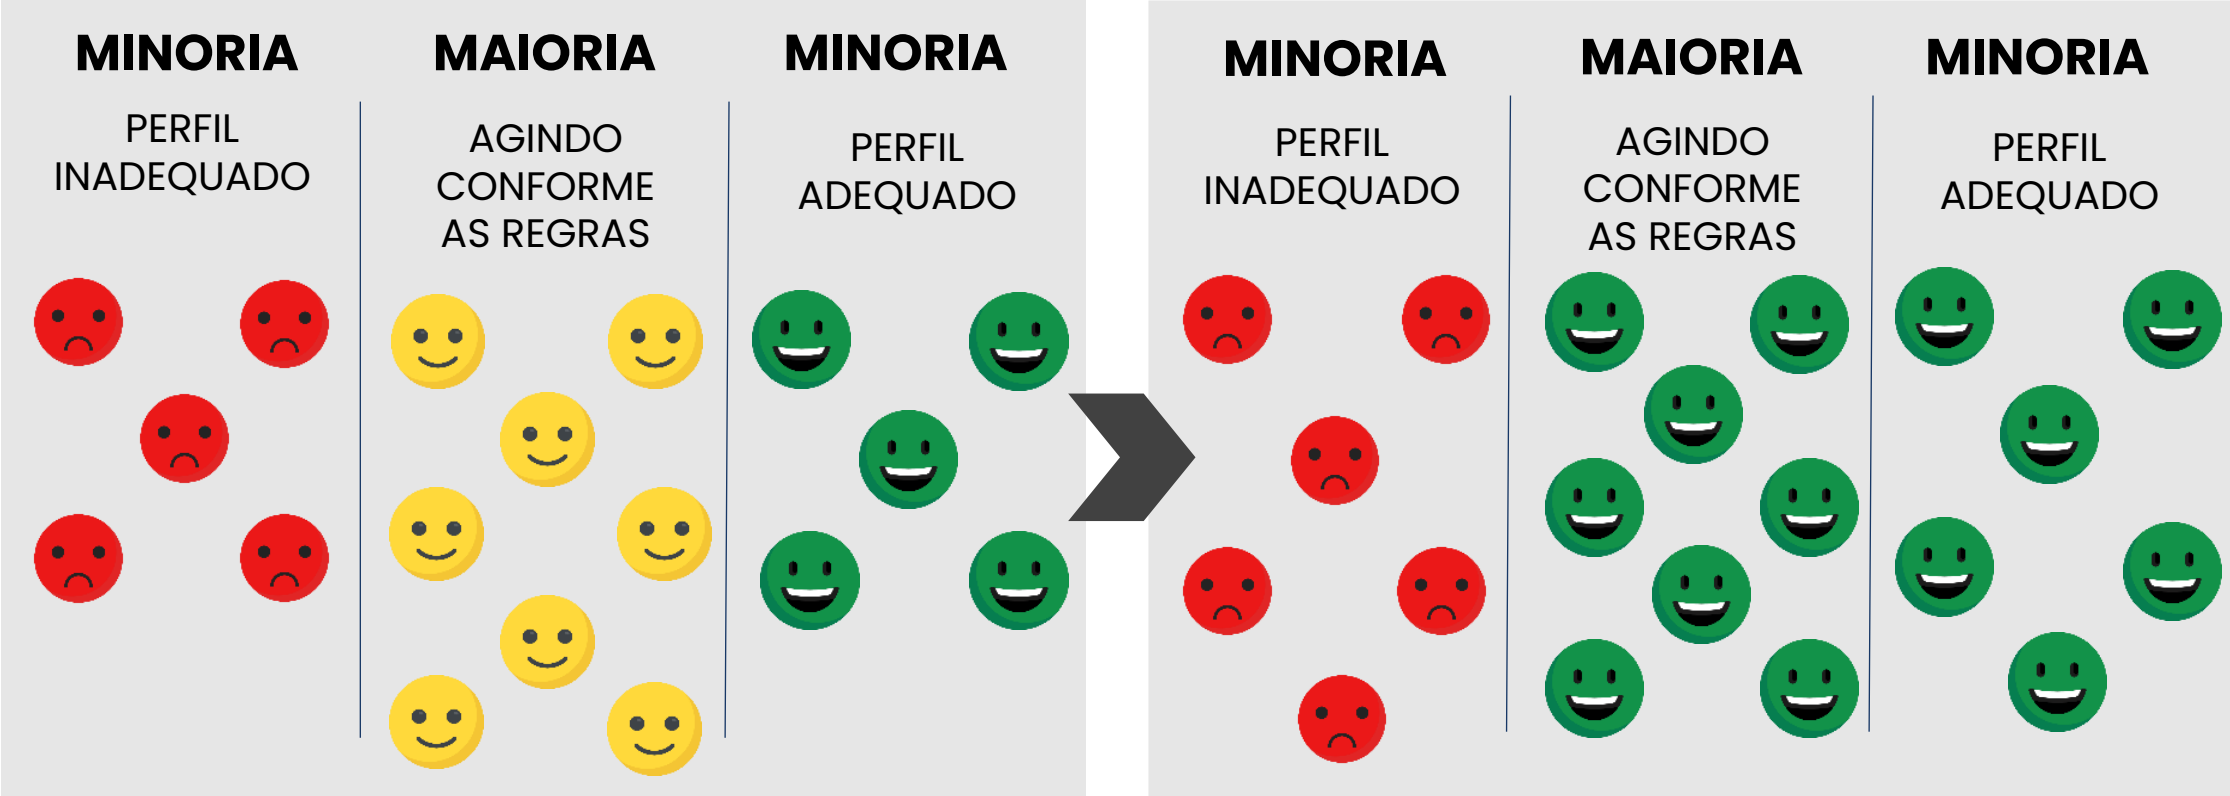 MINORIA
PERFIL
INADEQUADO
MAIORIA
AGINDO
CONFORME
AS REGRAS
MINORIA
PERFIL
ADEQUADO
MINORIA
PERFIL
INADEQUADO
MAIORIA
AGINDO
CONFORME
AS REGRAS
MINORIA
PERFIL
ADEQUADO